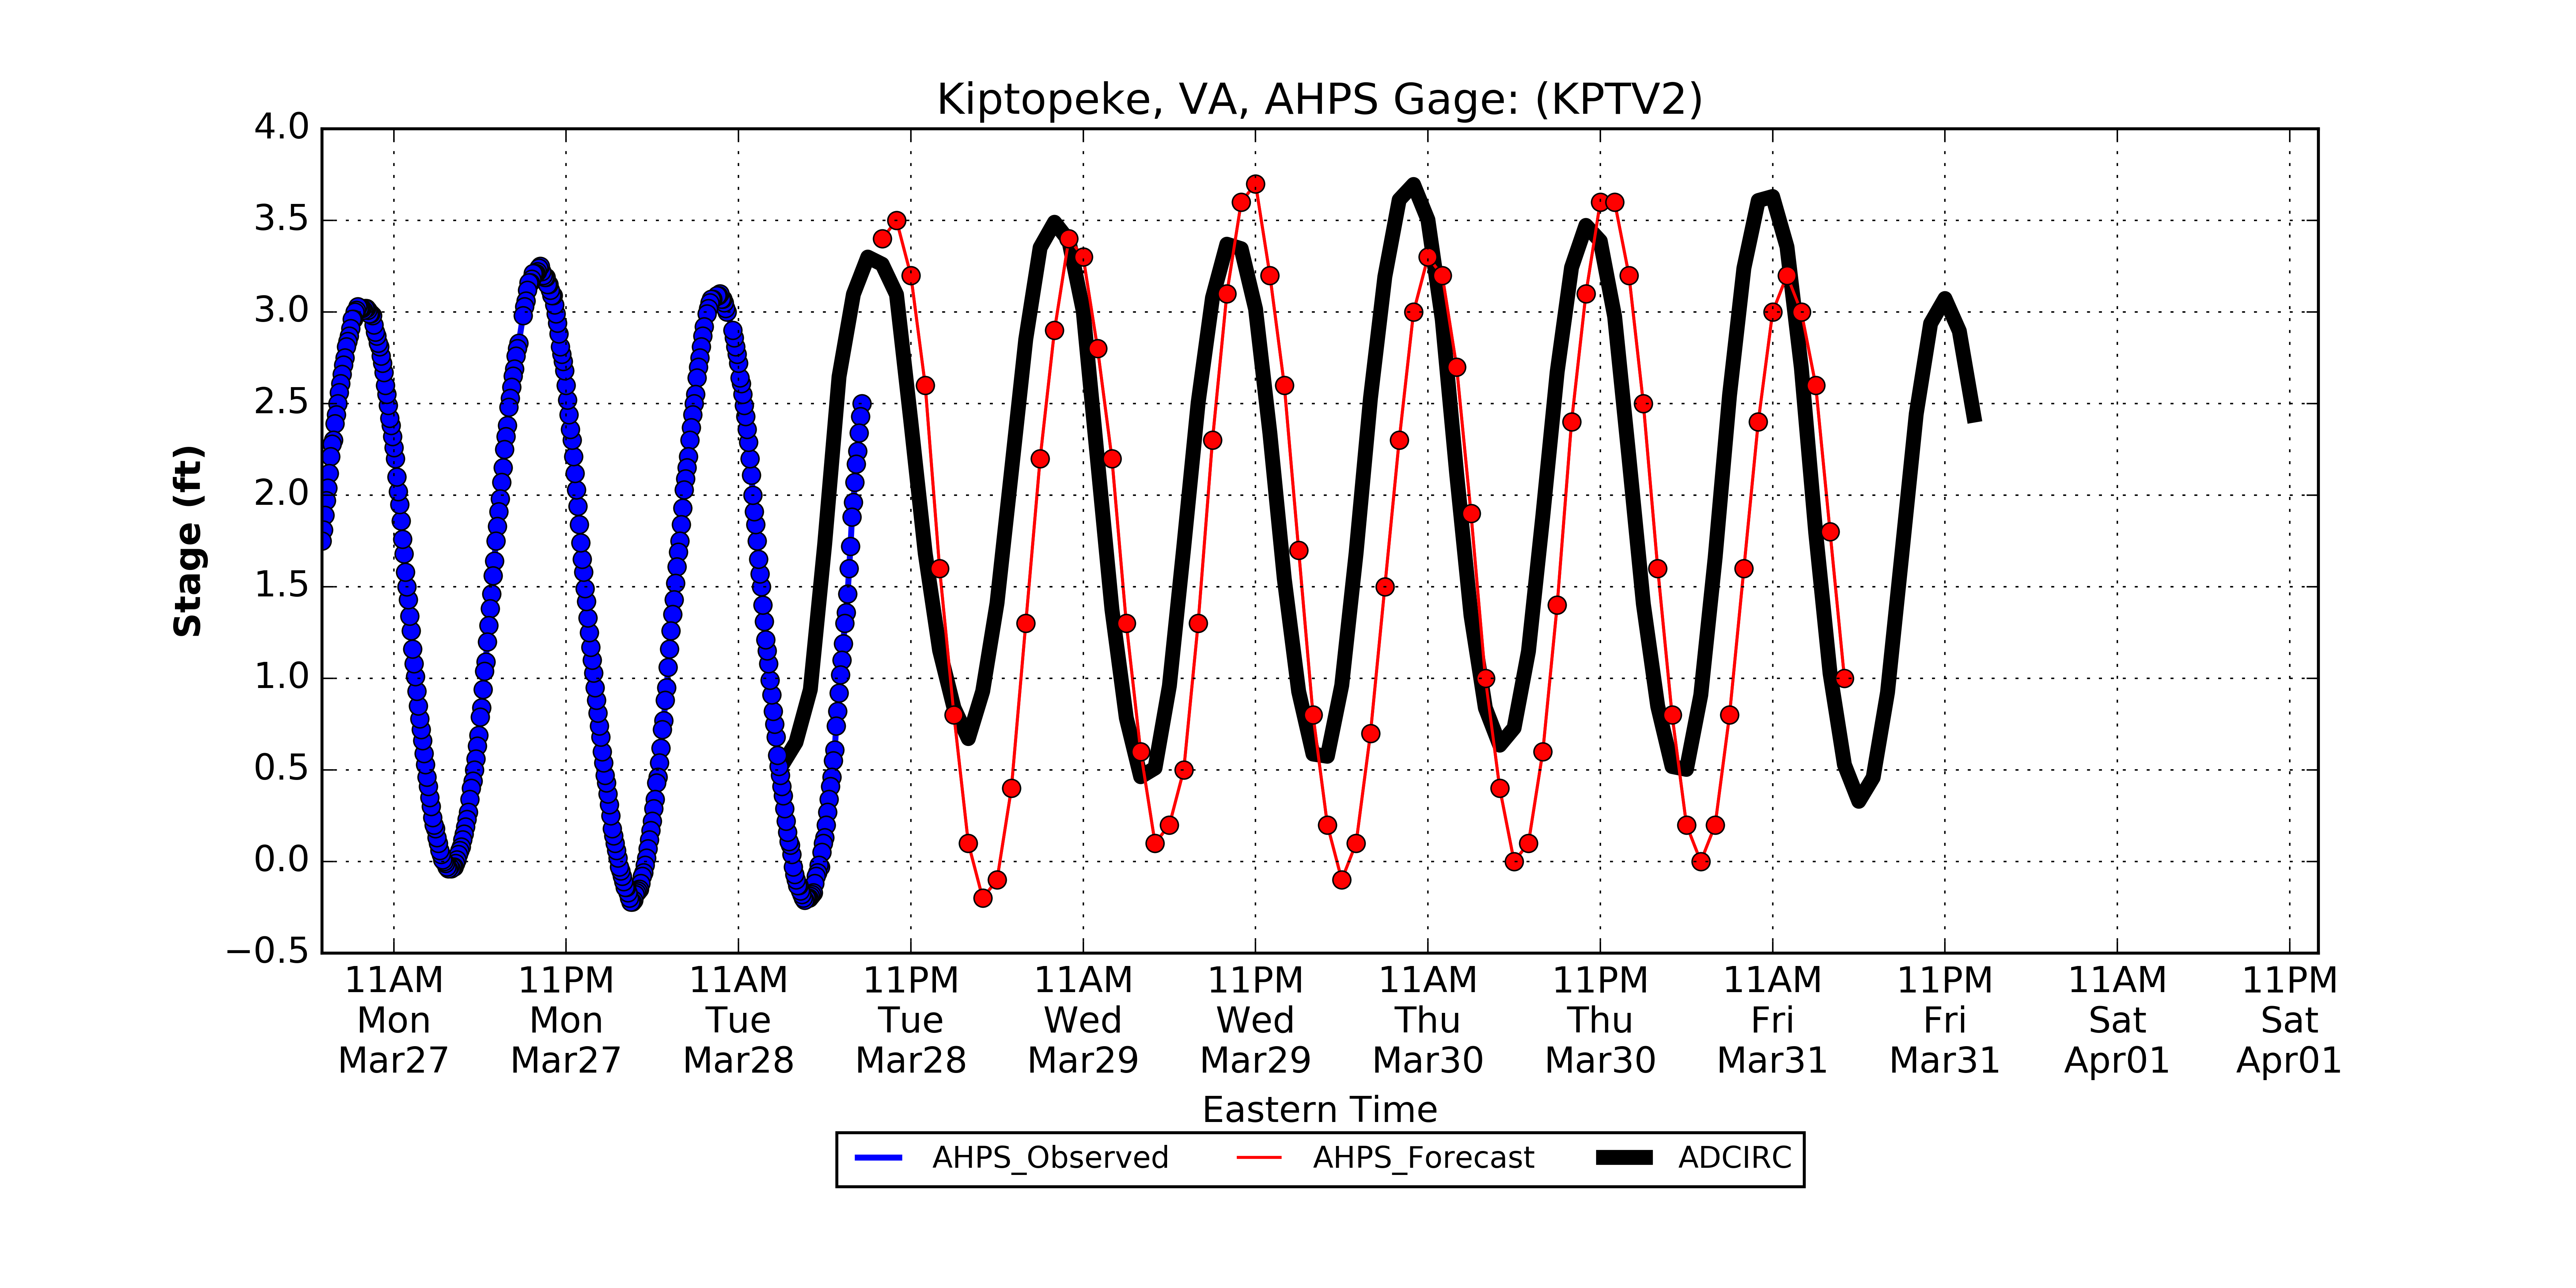 Kiptopeke, VA, AHPS Gage: (KPTV2)
4.0
3.5
3.0
2.5
2.0
1.5
1.0
0.5
0.0
−0.5
Stage (ft)
11AM 11PM 11AM 11PM 11AM 11PM 11AM 11PM 11AM 11PM 11AM 11PM
Mon Mon Tue Tue Wed Wed Thu Thu Fri Fri Sat Sat
Mar27 Mar27 Mar28 Mar28 Mar29 Mar29 Mar30 Mar30 Mar31 Mar31 Apr01 Apr01
Eastern Time
AHPS_Observed AHPS_Forecast ADCIRC